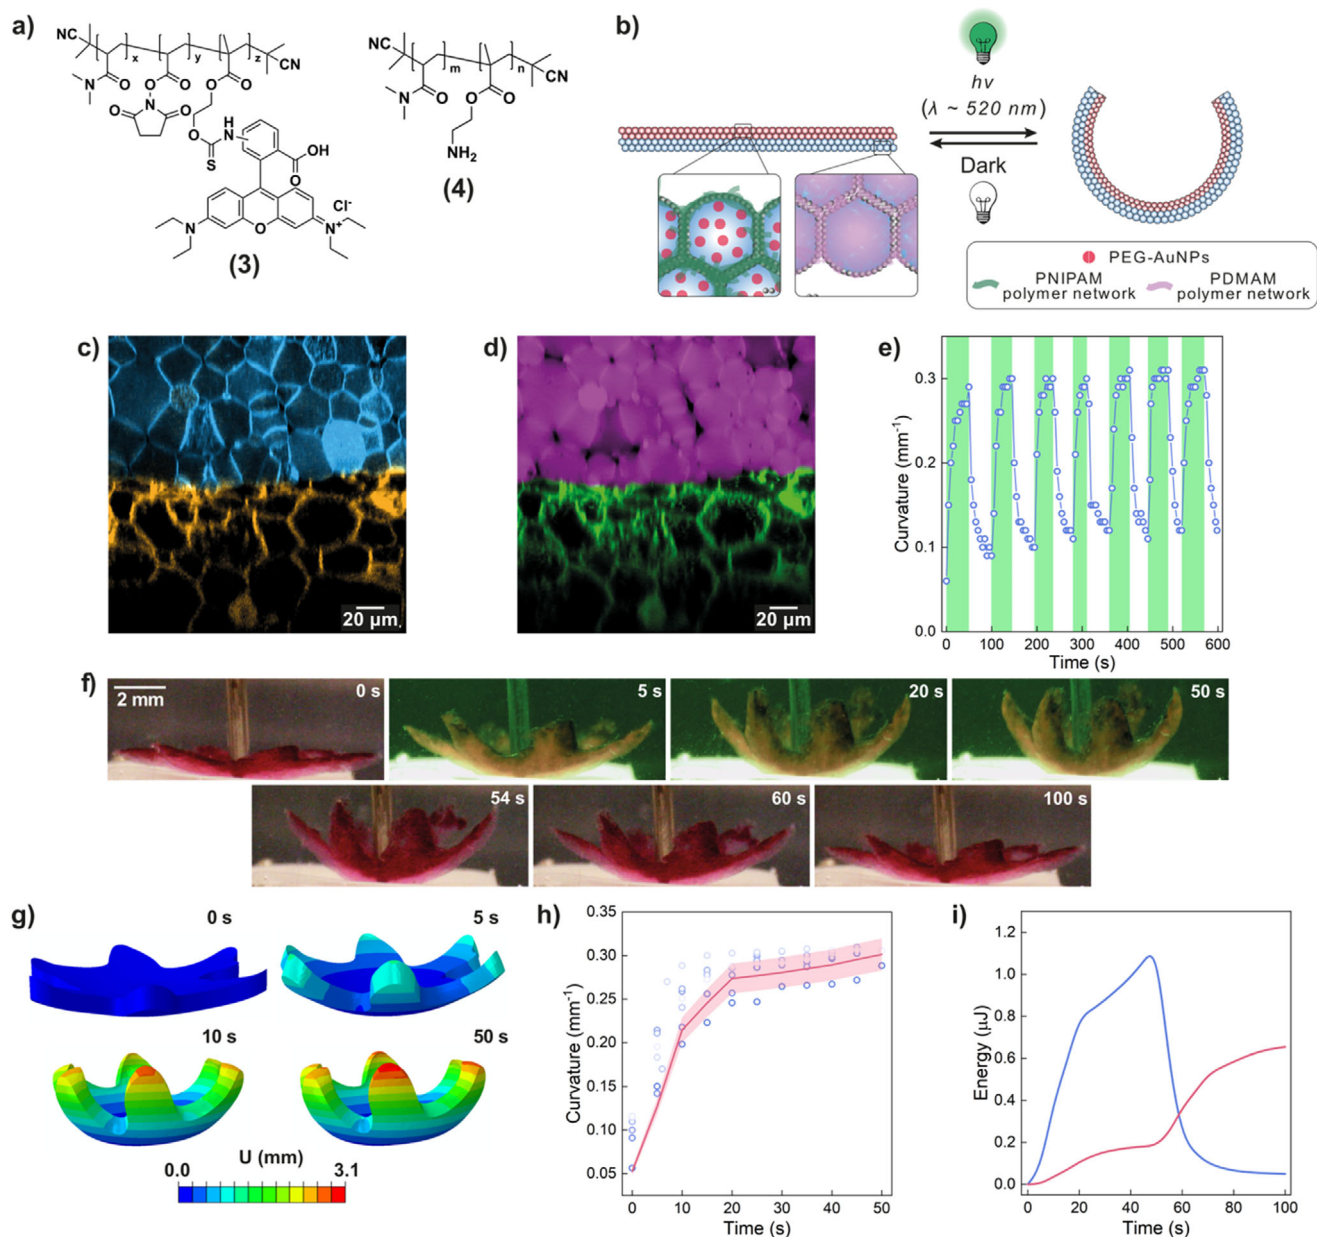 a)
NC
x
y
z
CN
N
O
O
O
O
O
N
O
O
O
S
H
N
OH
O
N
O
N+
Cl-
(3)
NC
m
n
CN
N
O
O
O
NH2
(4)
b)
hν
(λ ~ 520 nm)
Dark
PEG-AuNPs
PNIPAM
polymer network
PDMAM
polymer network
c)
20 µm
d)
20 µm
e)
Curvature (mm-1)
0.3
0.2
0.1
0.0
0 100 200 300 400 500 600
Time (s)
f)
2 mm
0 s
5 s
20 s
50 s
54 s
60 s
100 s
g)
0 s
5 s
10 s
50 s
U (mm)
0.0
3.1
h)
Curvature (mm-1)
0.35
0.30
0.25
0.20
0.15
0.10
0.05
0 10 20 30 40 50
Time (s)
i)
Energy (µJ)
1.2
1.0
0.8
0.6
0.4
0.2
0.0
0 20 40 60 80 100
Time (s)